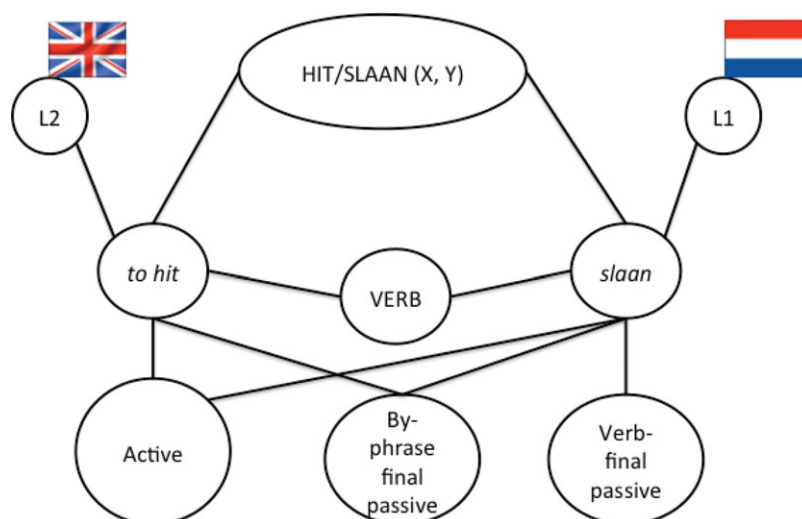 HIT/SLAAN (X, Y)
L2
L1
to hit
VERB
slaan
Active
By-
phrase
final
passive
Verb-
final
passive